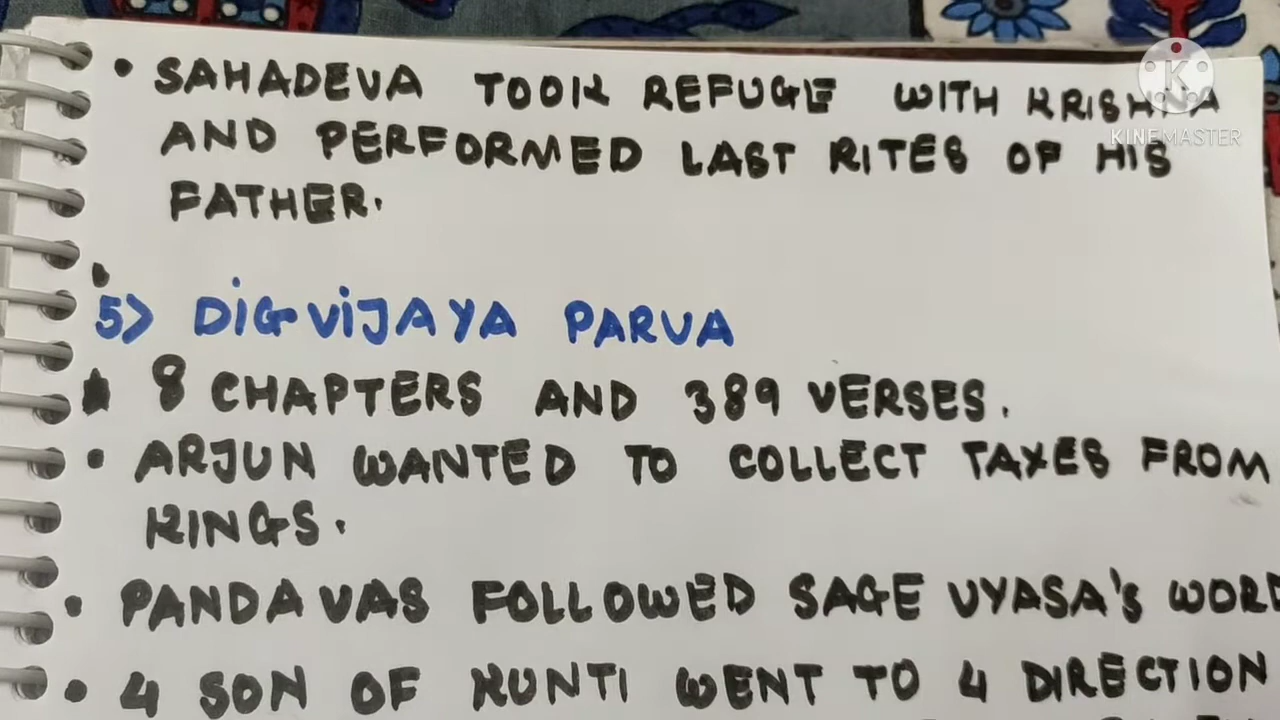 • SAHADEVA TOOK REFUGE WITH KRISHNA
AND PERFORMED LAST RITES OF HIS
FATHER.
5> DiGViJAYA PARVA
8 CHAPTERS AND 389 VERSES.
• ARJUN WANTED TO COLLECT TAXES FROM
KINGS.
• PANDAVAS FOLLOWED SAGE VYASA'S WORD
• 4 SON OF KUNTI WENT TO 4 DIRECTION
K
KINEMASTER